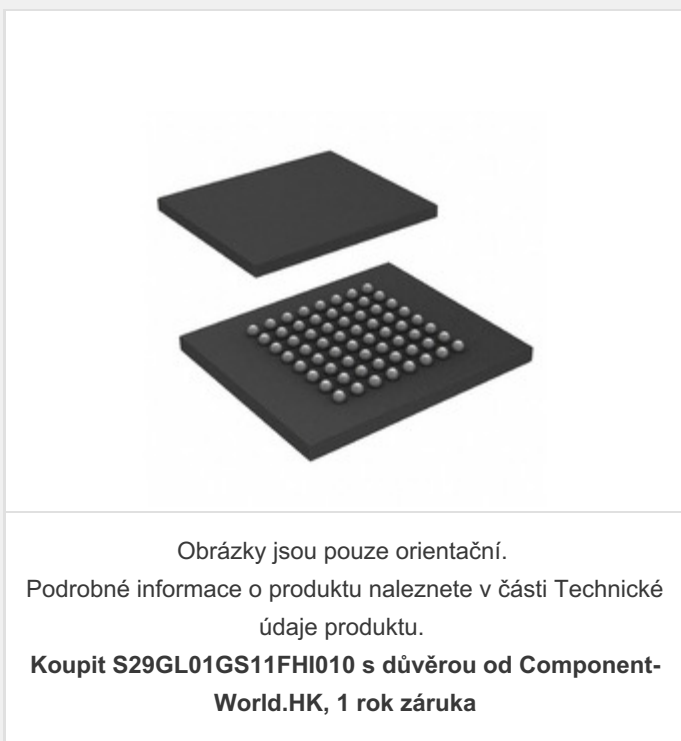 Obrázky jsou pouze orientační.
Podrobné informace o produktu naleznete v části Technické
údaje produktu.
Koupit S29GL01GS11FHI010 s důvěrou od Component-
World.HK, 1 rok záruka